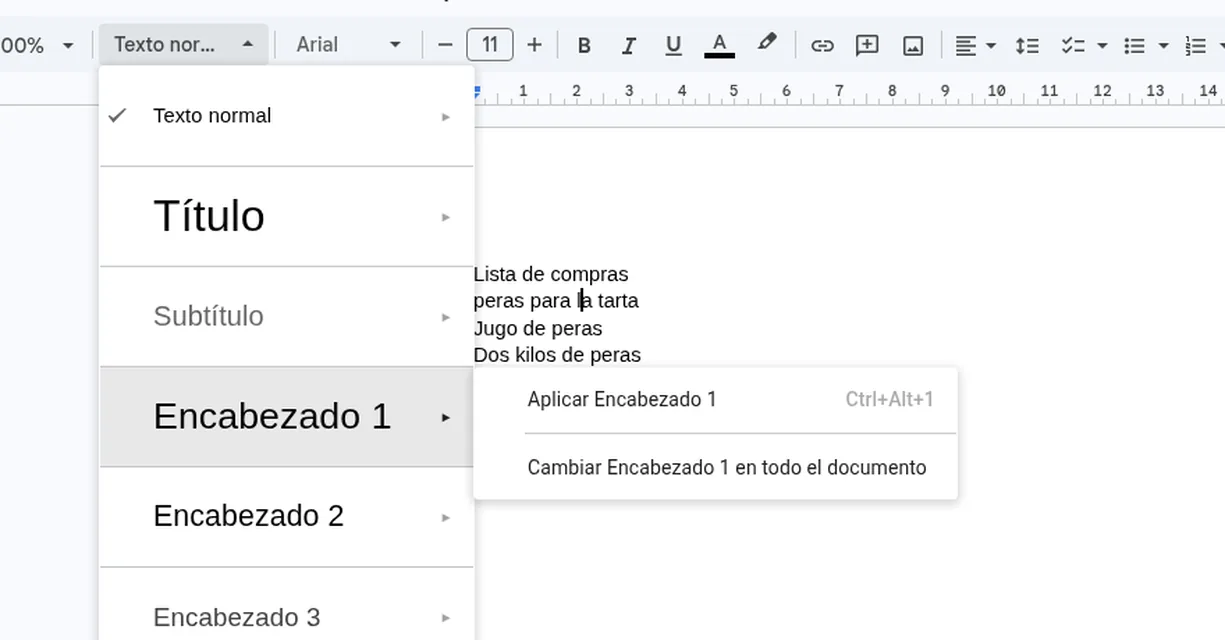 00% Texto nor... Arial 11 B I U A
1 2 3 4 5 6 7 8 9 10 11 12 13 14
Texto normal
Título
Subtítulo
Encabezado 1
Encabezado 2
Encabezado 3
Lista de compras
peras para la tarta
Jugo de peras
Dos kilos de peras
Aplicar Encabezado 1 Ctrl+Alt+1
Cambiar Encabezado 1 en todo el documento